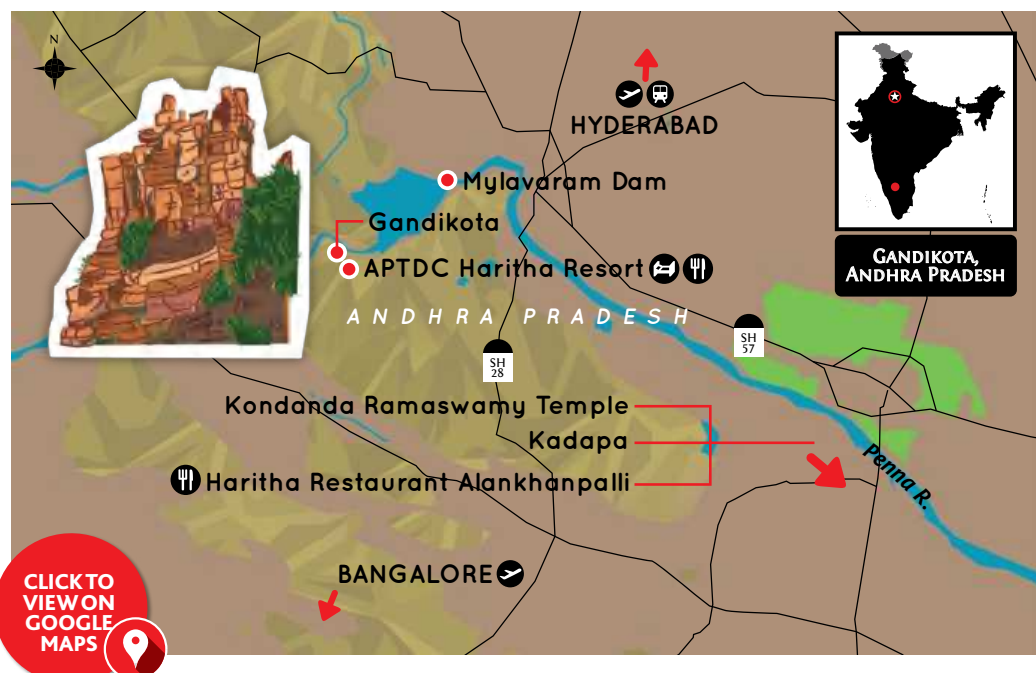 N
HYDERABAD
Mylavaram Dam
Gandikota
APTDC Haritha Resort
ANDHRA PRADESH
GANDIKOTA,
ANDHRA PRADESH
SH
57
SH
28
Kondanda Ramaswamy Temple
Kadapa
Haritha Restaurant Alankhanpalli
Penna R.
BANGALORE
CLICK TO
VIEW ON
GOOGLE
MAPS